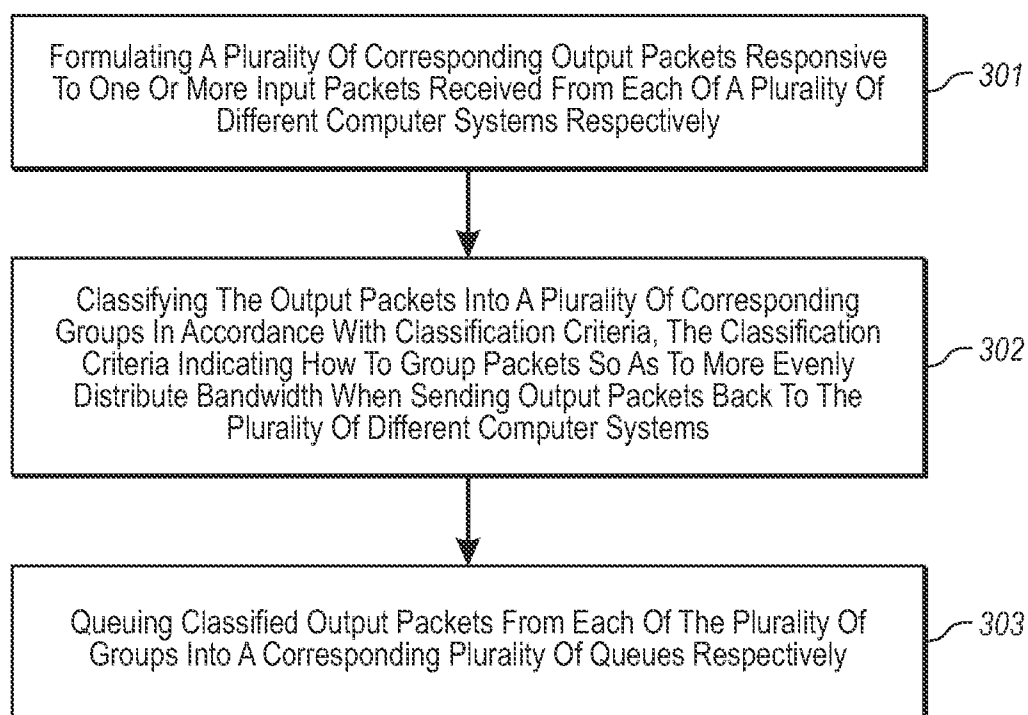 Formulating A Plurality Of Corresponding Output Packets Responsive
To One Or More Input Packets Received From Each Of A Plurality Of
Different Computer Systems Respectively
301
Classifying The Output Packets Into A Plurality Of Corresponding
Groups In Accordance With Classification Criteria, The Classification
Criteria Indicating How To Group Packets So As To More Evenly
Distribute Bandwidth When Sending Output Packets Back To The
Plurality Of Different Computer Systems
302
Queuing Classified Output Packets From Each Of The Plurality Of
Groups Into A Corresponding Plurality Of Queues Respectively
303